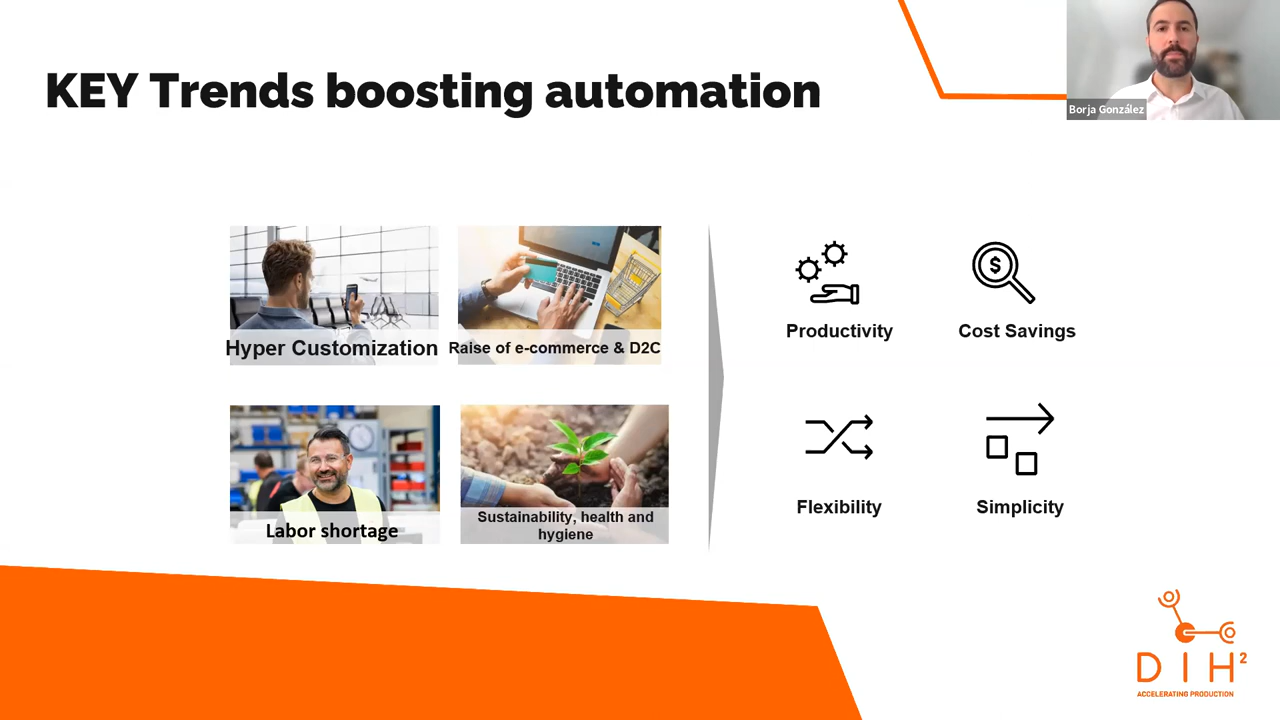 KEY Trends boosting automation
Borja González
Hyper Customization
Raise of e-commerce & D2C
Labor shortage
Sustainability, health and
hygiene
Productivity
Cost Savings
$
Flexibility
Simplicity
DIH²
ACCELERATING PRODUCTION